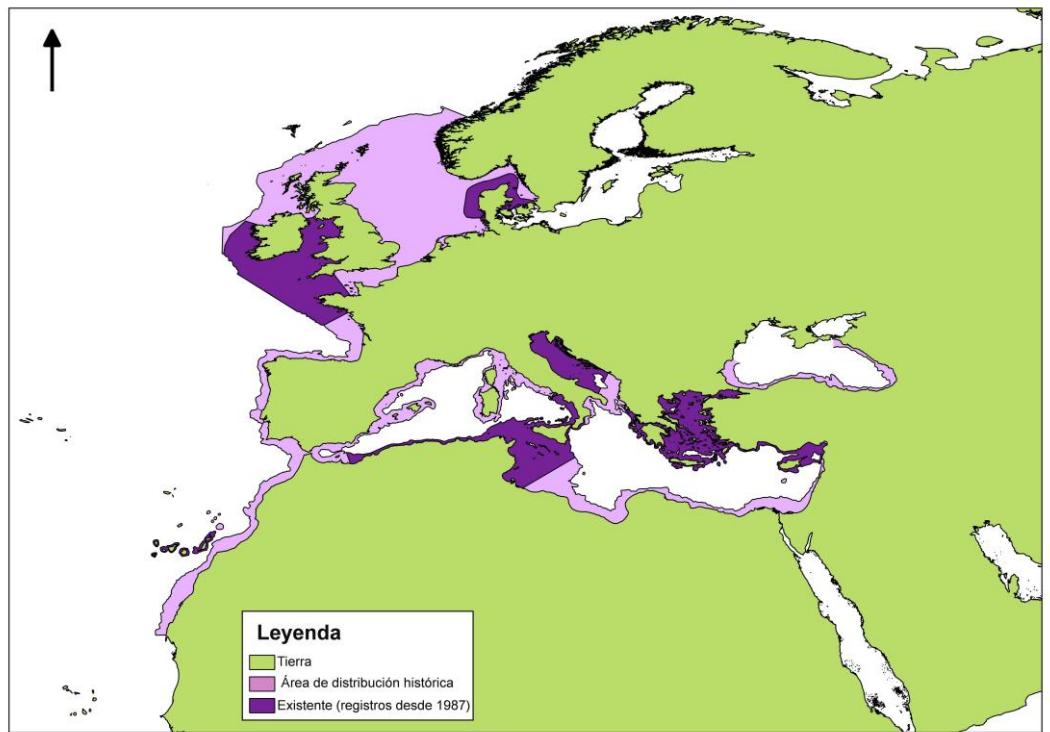 Leyenda
Tierra
Área de distribución histórica
Existente (registros desde 1987)